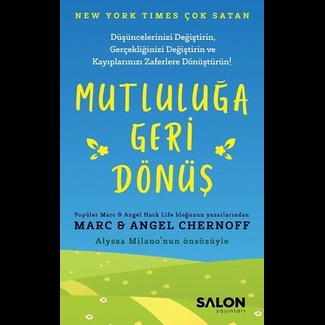 NEW YORK TIMES ÇOK SATAN
Düşüncelerinizi Değiştirin,
Gerçekliğinizi Değiştirin ve
Kayıplarınızı Zaferlere Dönüştürün!
MUTLULUĞA
GERİ
DÖNÜŞ
Popüler Marc & Angel Hack Life bloğunun yazarlarından
MARC & ANGEL CHERNOFF
Alyssa Milano'nun önsözüyle
SALON
yayınları